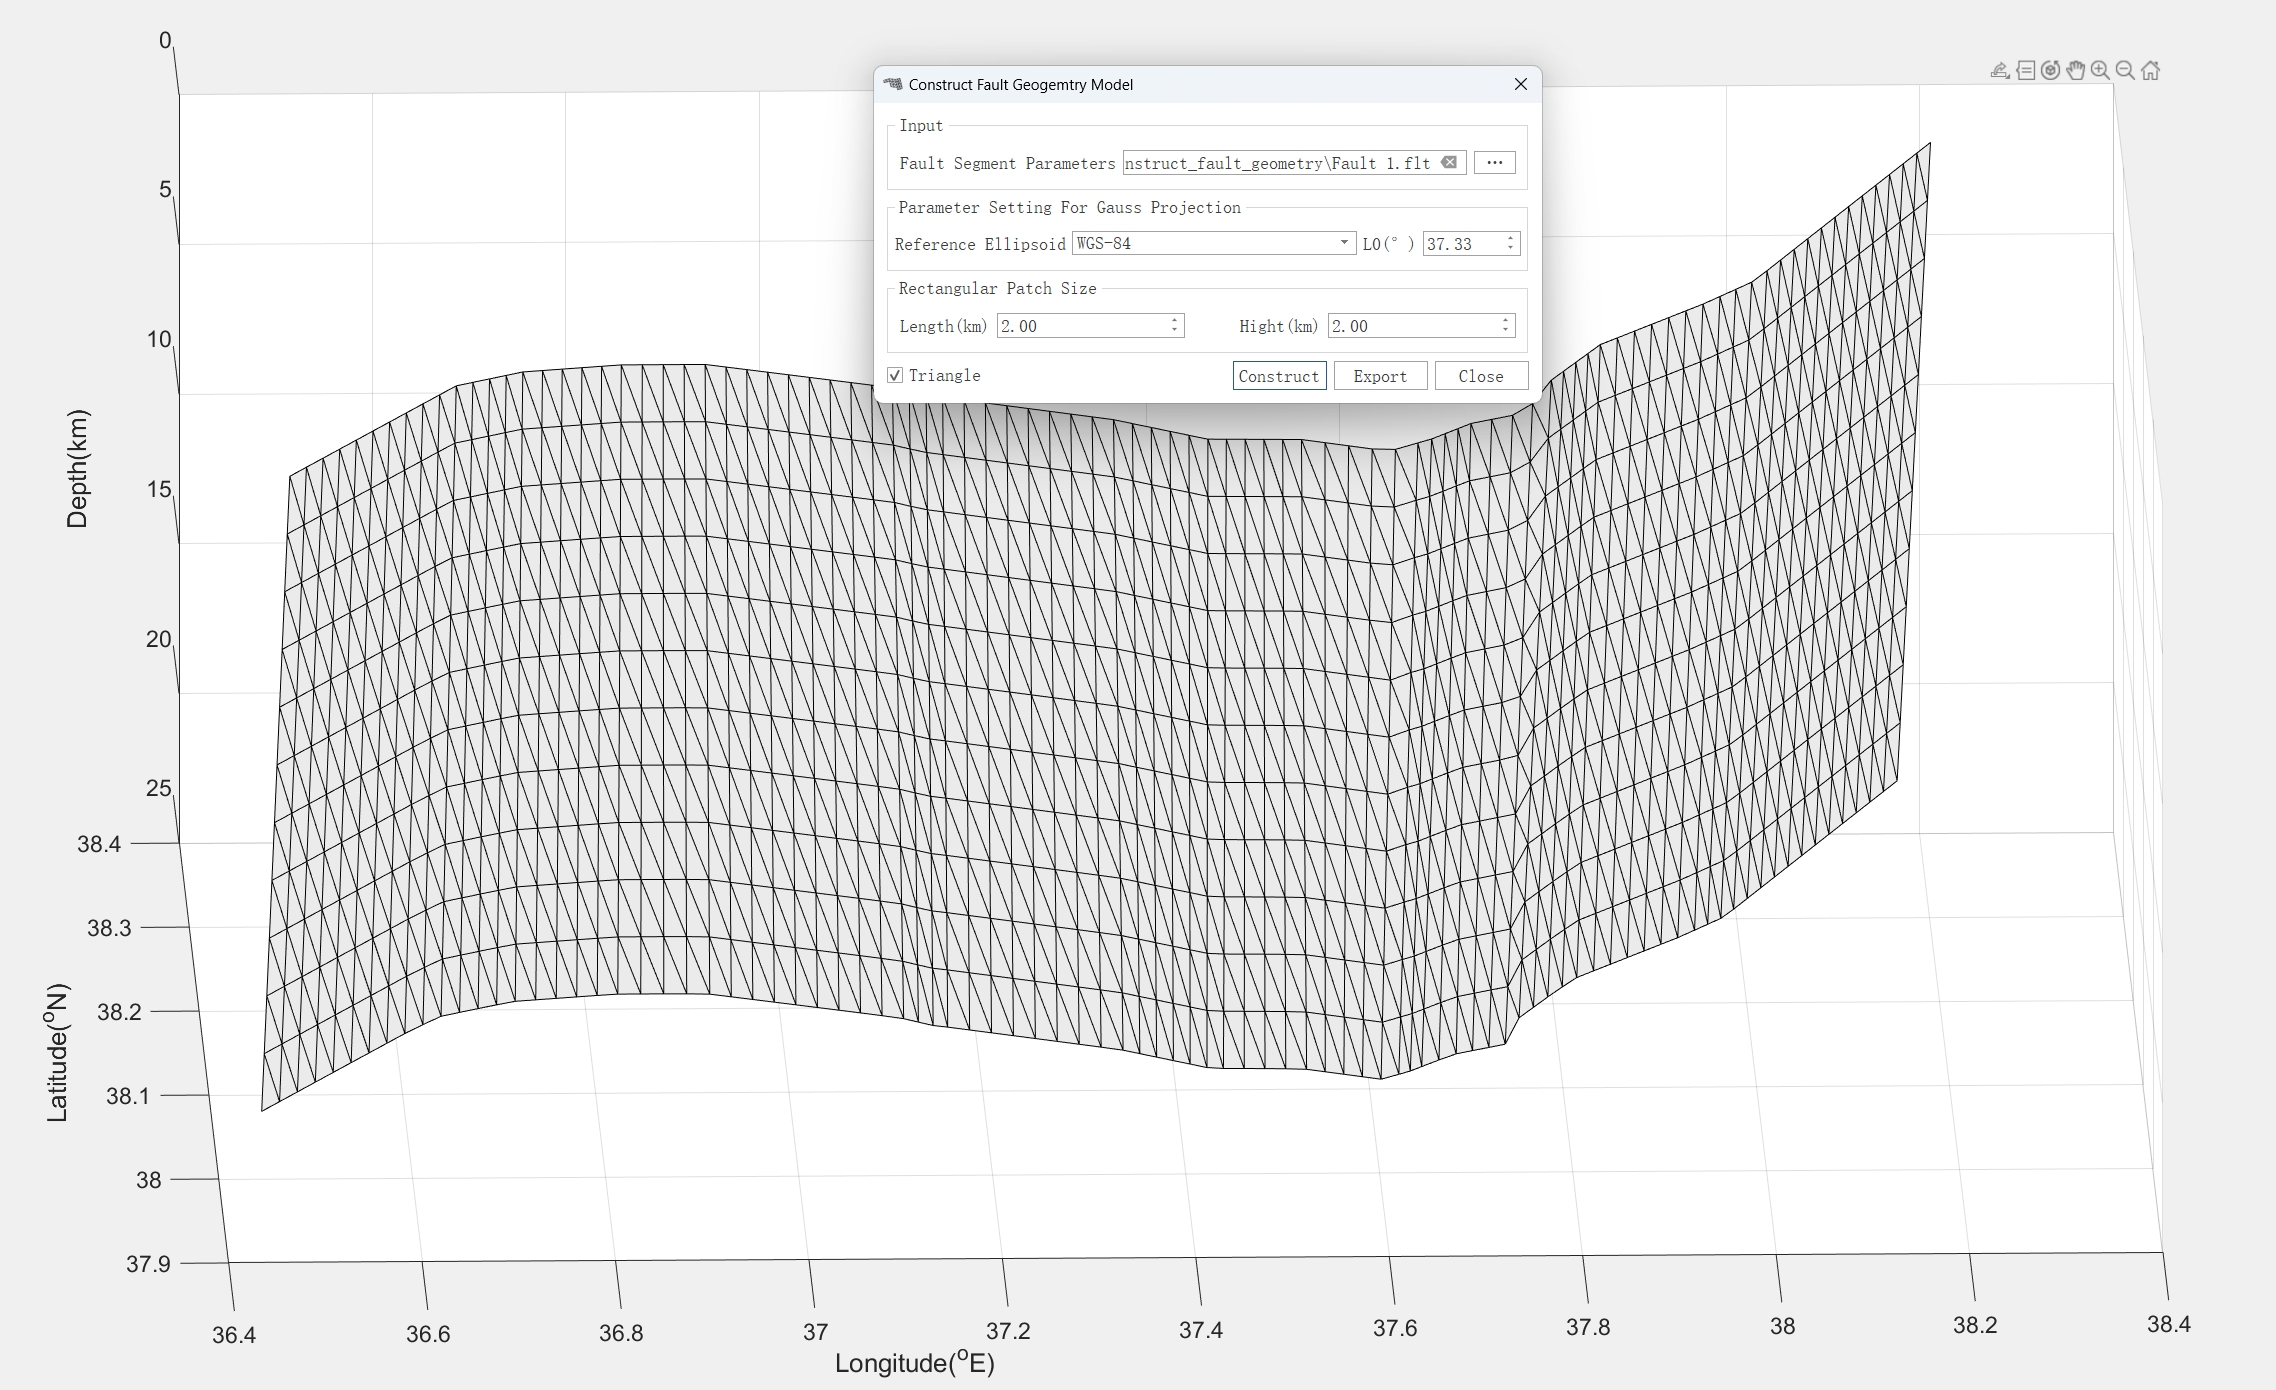 Construct Fault Geogemtry Model
Input
Fault Segment Parameters nstruct_fault_geometry\Fault 1.flt ...
Parameter Setting For Gauss Projection
Reference Ellipsoid WGS-84 L0(° ) 37.33
Rectangular Patch Size
Length(km) 2.00 Hight(km) 2.00
Triangle Construct Export Close
0
5
10
15
20
25
Depth(km)
38.4
38.3
38.2
38.1
38
37.9
Latitude(°N)
36.4 36.6 36.8 37 37.2 37.4 37.6 37.8 38 38.2 38.4
Longitude(°E)